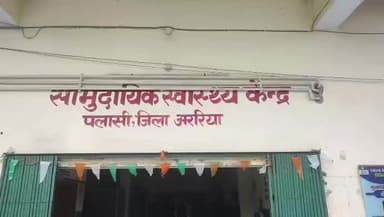 सामुदायिक स्वास्थ्य केन्द्र
पलासी, जिला अररिया